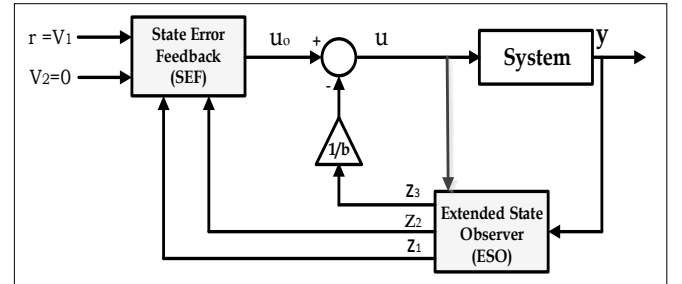 r =V1
V2=0
State Error
Feedback
(SEF)
uo
+
-
u
System
y
1/b
z3
z2
z1
Extended State
Observer
(ESO)